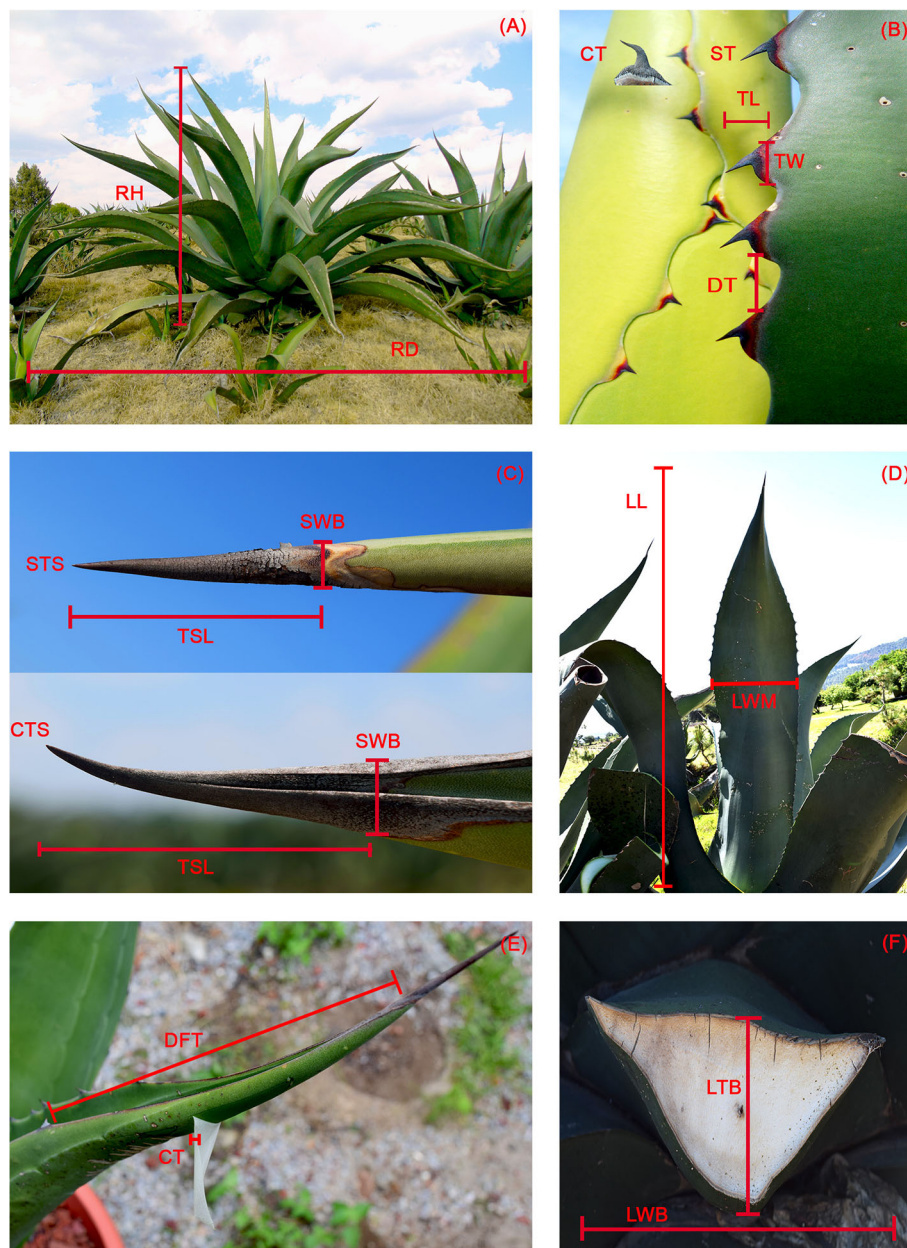 (A)
RH
RD
(B)
CT
ST
TL
TW
DT
(C)
SWB
STS
TSL
CTS
SWB
TSL
(D)
LL
LWM
(E)
DFT
CT
(F)
LTB
LWB